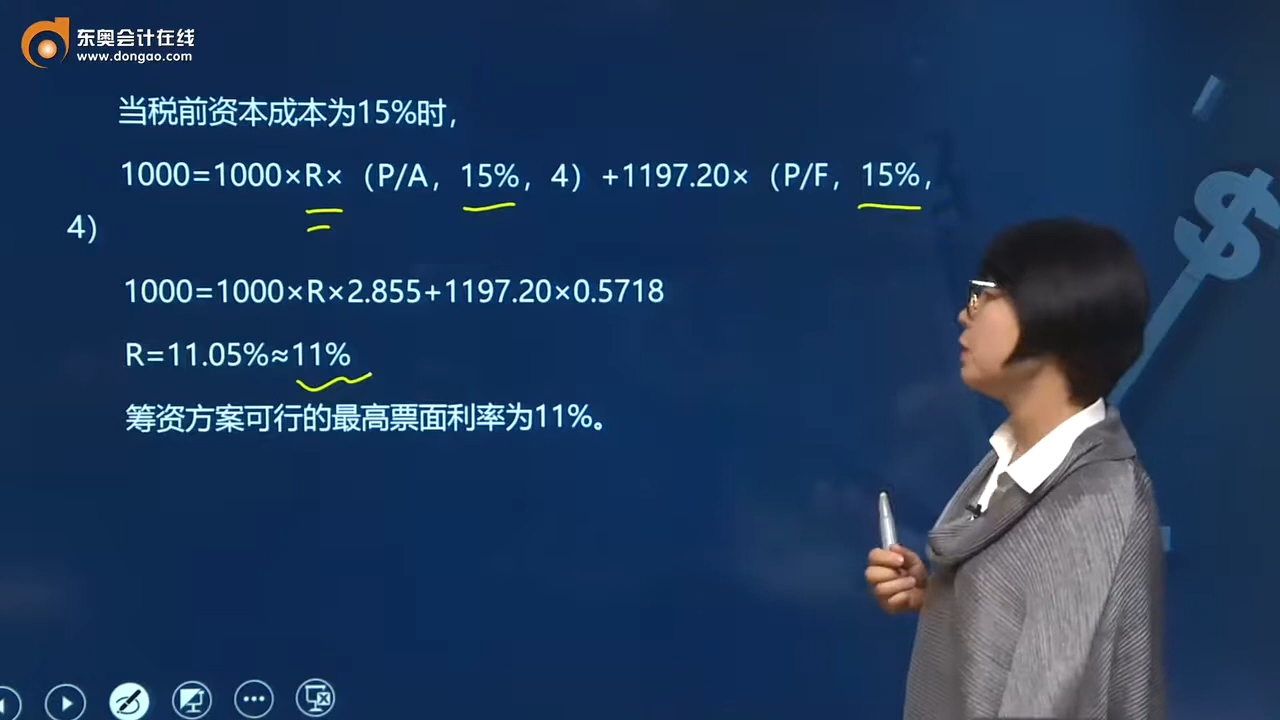 东奥会计在线
www.dongao.com
当税前资本成本为15%时，
1000=1000×R×（P/A，15%，4）+1197.20×（P/F，15%，
4）
1000=1000×R×2.855+1197.20×0.5718
R=11.05%≈11%
筹资方案可行的最高票面利率为11%。